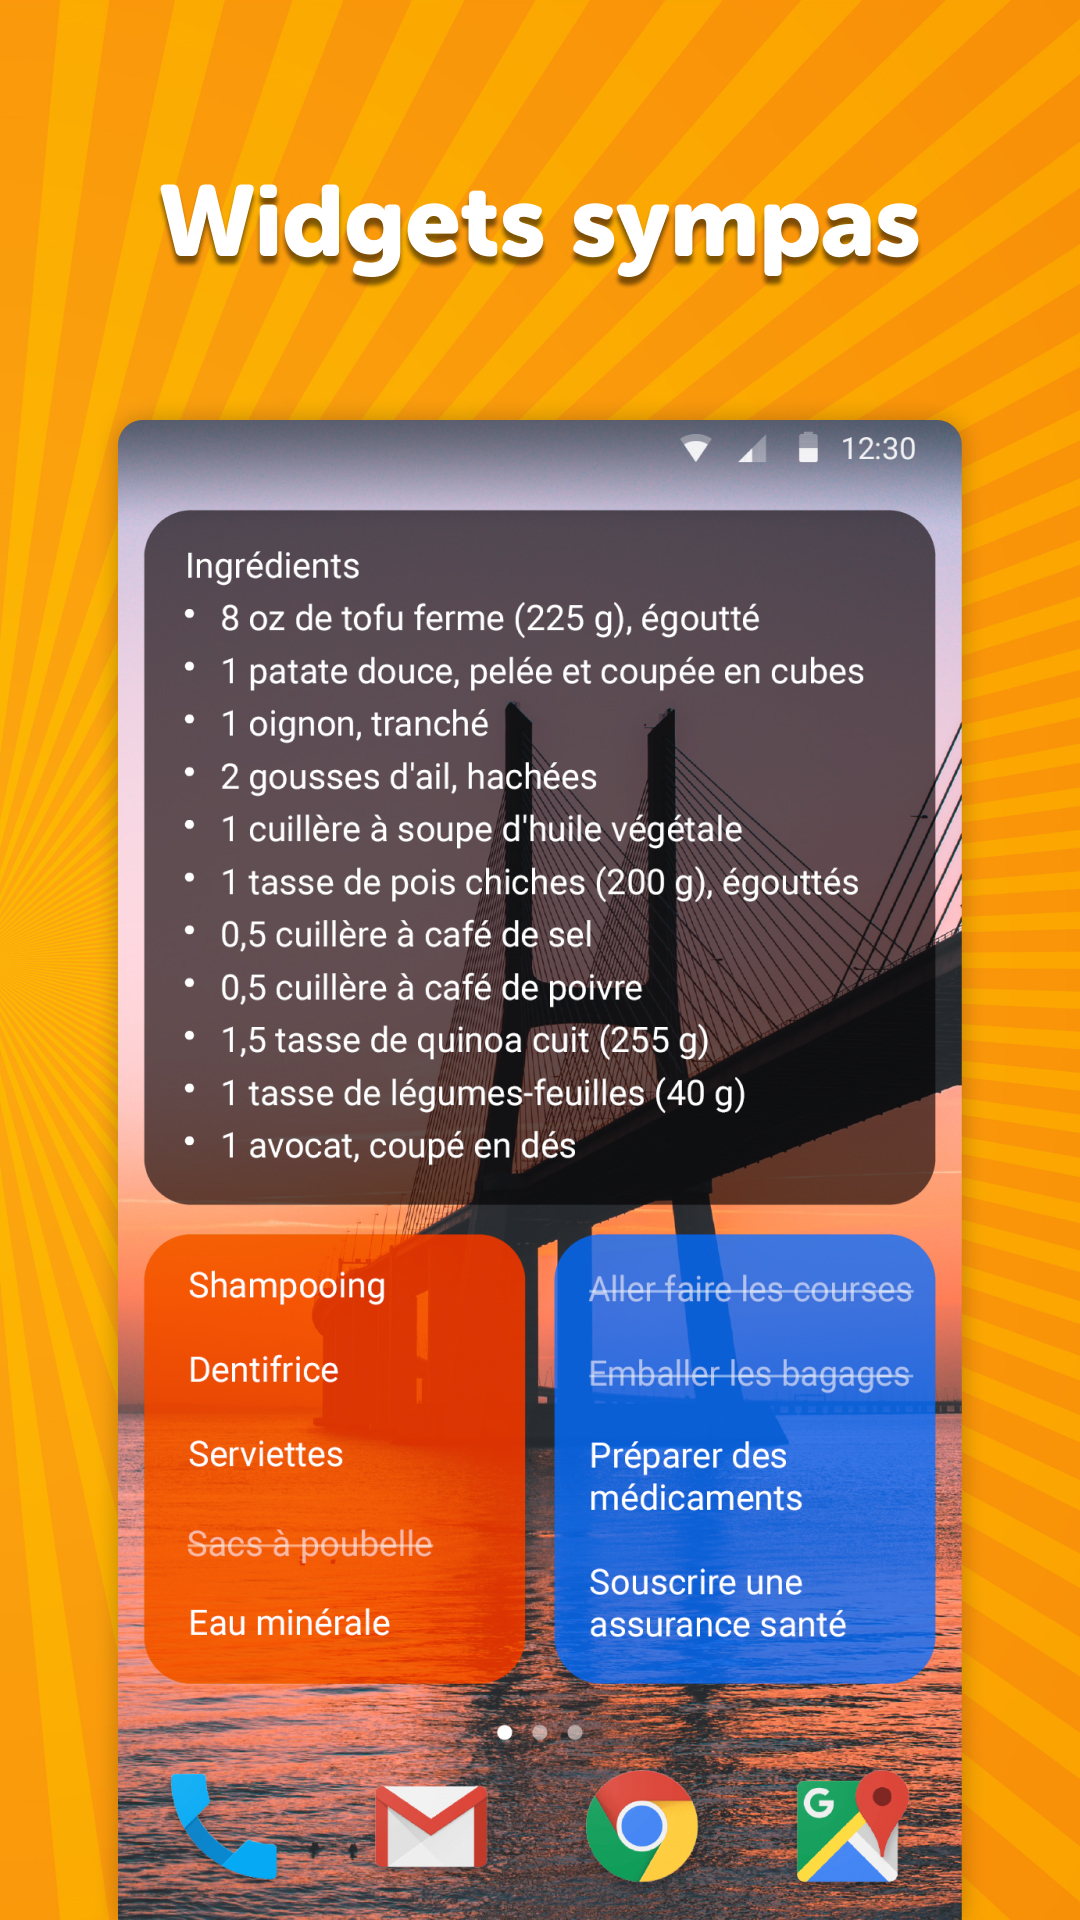 Widgets sympas
12:30
Ingrédients
• 8 oz de tofu ferme (225 g), égoutté
• 1 patate douce, pelée et coupée en cubes
• 1 oignon, tranché
• 2 gousses d'ail, hachées
• 1 cuillère à soupe d'huile végétale
• 1 tasse de pois chiches (200 g), égouttés
• 0,5 cuillère à café de sel
• 0,5 cuillère à café de poivre
• 1,5 tasse de quinoa cuit (255 g)
• 1 tasse de légumes-feuilles (40 g)
• 1 avocat, coupé en dés
Shampooing
Dentifrice
Serviettes
Sacs à poubelle
Eau minérale
Aller faire les courses
Emballer les bagages
Préparer des
médicaments
Souscrire une
assurance santé
G